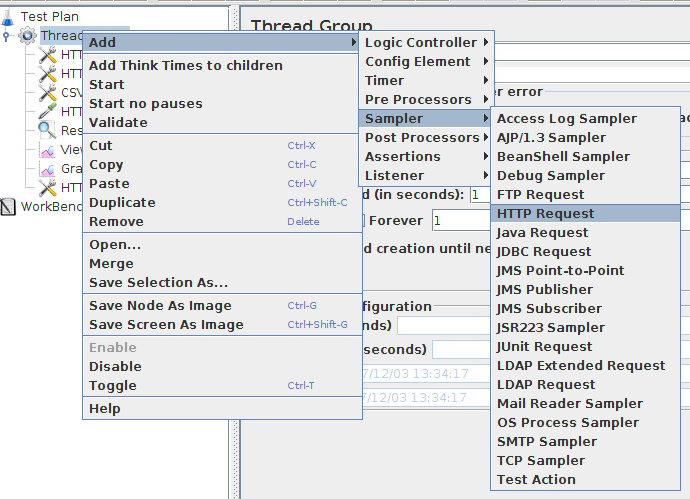 Test Plan
Thread
HTT
HTT
CSV
HTT
Res
View
Gra
HTT
WorkBench
Add
Add Think Times to children
Start
Start no pauses
Validate
Cut Ctrl-X
Copy Ctrl-C
Paste Ctrl-V
Duplicate Ctrl+Shift-C
Remove Delete
Open...
Merge
Save Selection As...
Save Node As Image Ctrl-G
Save Screen As Image Ctrl+Shift-G
Enable
Disable
Toggle Ctrl-T
Help
Logic Controller
Config Element
Timer
Pre Processors
Sampler
Post Processors
Assertions
Listener
Access Log Sampler
AJP/1.3 Sampler
BeanShell Sampler
Debug Sampler
FTP Request
HTTP Request
Java Request
JDBC Request
JMS Point-to-Point
JMS Publisher
JMS Subscriber
JSR223 Sampler
JUnit Request
LDAP Extended Request
LDAP Request
Mail Reader Sampler
OS Process Sampler
SMTP Sampler
TCP Sampler
Test Action
Thread Group
er error
d (in seconds): 1
Forever 1
d creation until ne
figuration
nds)
seconds)
7/12/03 13:34:17
7/12/03 13:34:17